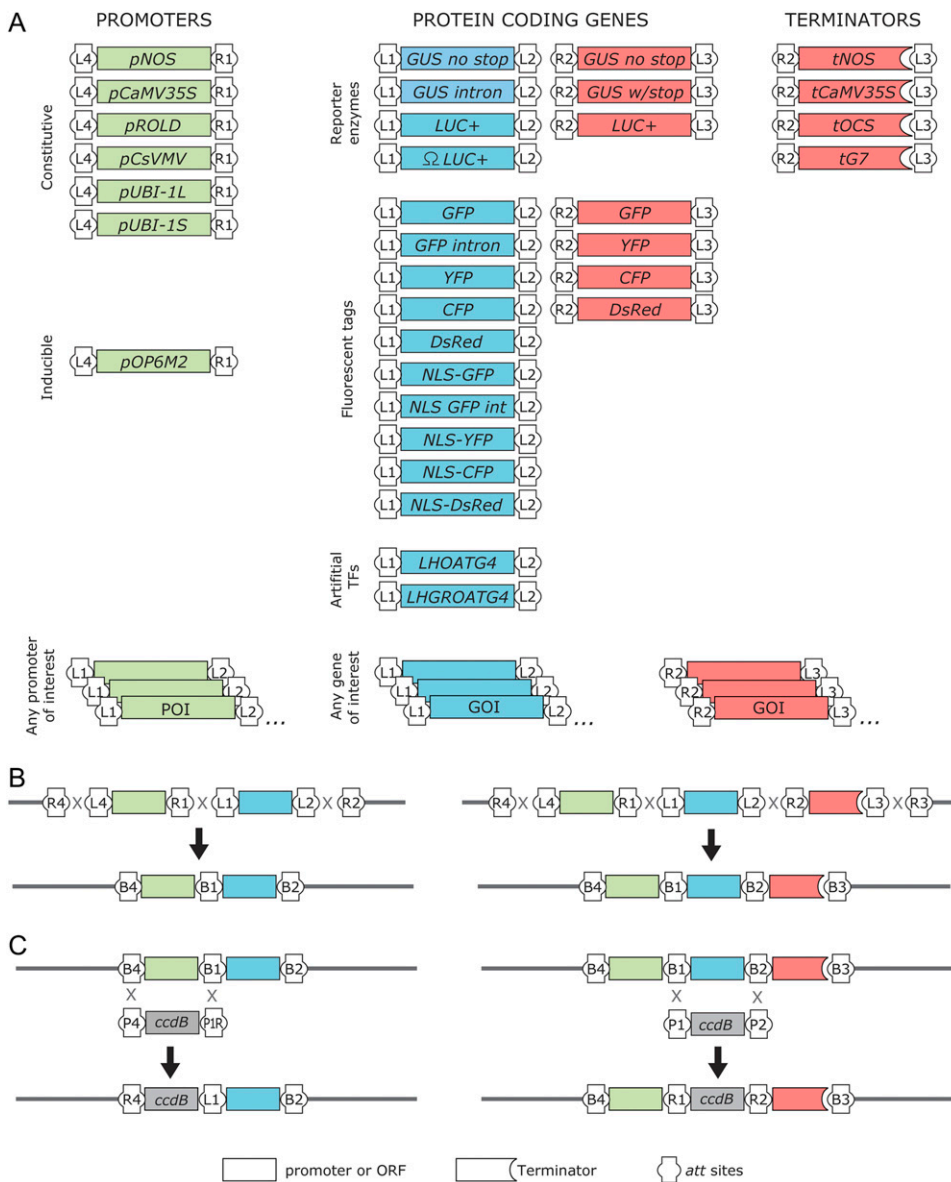 A
PROMOTERS
PROTEIN CODING GENES
TERMINATORS
Constitutive
L4 pNOS R1
L4 pCaMV35S R1
L4 pROLD R1
L4 pCsVMV R1
L4 pUBI-1L R1
L4 pUBI-1S R1
Inducible
L4 pOP6M2 R1
Any promoter
of interest
L1 L2
L1 L2
L1 POI L2 ...
Reporter
enzymes
L1 GUS no stop L2
L1 GUS intron L2
L1 LUC+ L2
L1 Ω LUC+ L2
R2 GUS no stop L3
R2 GUS w/stop L3
R2 LUC+ L3
Fluorescent tags
L1 GFP L2
L1 GFP intron L2
L1 YFP L2
L1 CFP L2
L1 DsRed L2
L1 NLS-GFP L2
L1 NLS GFP int L2
L1 NLS-YFP L2
L1 NLS-CFP L2
L1 NLS-DsRed L2
R2 GFP L3
R2 YFP L3
R2 CFP L3
R2 DsRed L3
Artifitial
TFs
L1 LHOATG4 L2
L1 LHGROATG4 L2
Any gene
of interest
L1 L2
L1 L2
L1 GOI L2 ...
R2 L3
R2 L3
R2 GOI L3 ...
R2 tNOS L3
R2 tCaMV35S L3
R2 tOCS L3
R2 tG7 L3
B
R4 X L4 R1 X L1 L2 X R2
B4 B1 B2
R4 X L4 R1 X L1 L2 X R2 L3 X R3
B4 B1 B2 B3
C
B4 B1 B2
X X
P4 ccdB P1R
R4 ccdB L1 B2
B4 B1 B2 B3
X X
P1 ccdB P2
B4 R1 ccdB R2 B3
promoter or ORF
Terminator
att sites